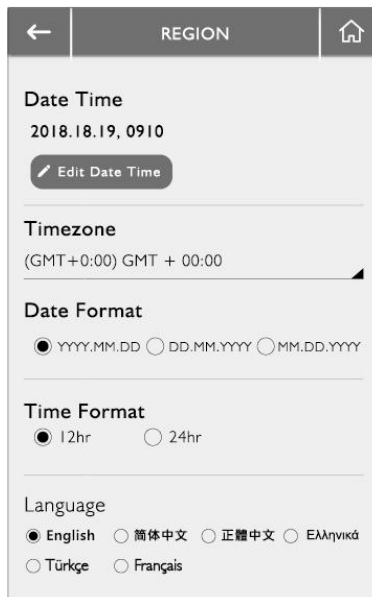 REGION
Date Time
2018.18.19, 0910
Edit Date Time
Timezone
(GMT+0:00) GMT + 00:00
Date Format
YYYY.MM.DD DD.MM.YYYY MM.DD.YYYY
Time Format
12hr 24hr
Language
English 简体中文 正體中文 Ελληνικά
Türkçe Français